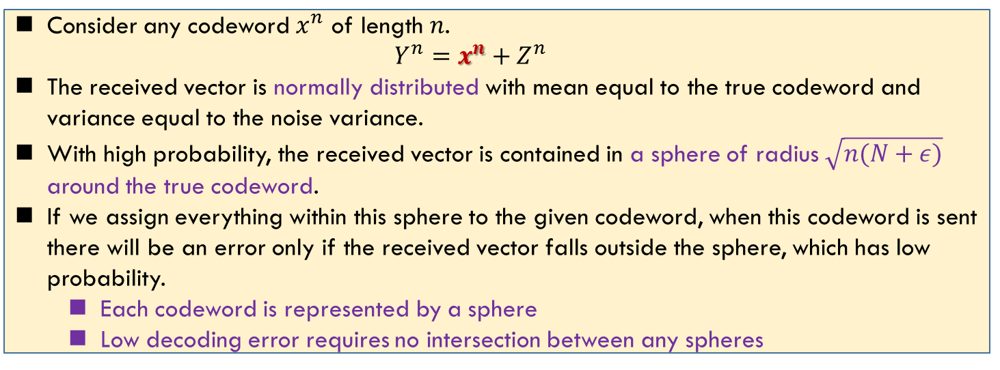 ■ Consider any codeword 𝑥ⁿ of length 𝑛.
𝑌ⁿ = 𝒙ⁿ + 𝑍ⁿ
■ The received vector is normally distributed with mean equal to the true codeword and
variance equal to the noise variance.
■ With high probability, the received vector is contained in a sphere of radius √𝑛(𝑁 + 𝜖)
around the true codeword.
■ If we assign everything within this sphere to the given codeword, when this codeword is sent
there will be an error only if the received vector falls outside the sphere, which has low
probability.
■ Each codeword is represented by a sphere
■ Low decoding error requires no intersection between any spheres